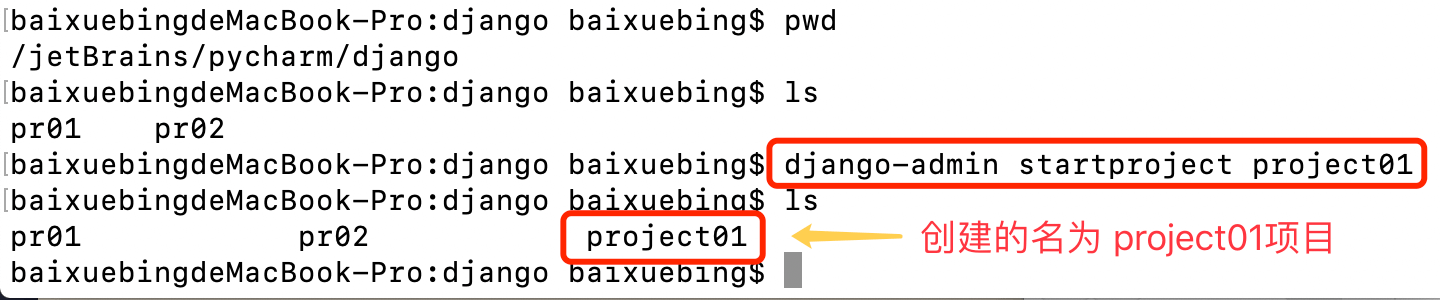 [baixuebingdeMacBook-Pro:django baixuebing$ pwd
/jetBrains/pycharm/django
[baixuebingdeMacBook-Pro:django baixuebing$ ls
pr01 pr02
[baixuebingdeMacBook-Pro:django baixuebing$ django-admin startproject project01
[baixuebingdeMacBook-Pro:django baixuebing$ ls
pr01 pr02 project01 创建的名为 project01项目
baixuebingdeMacBook-Pro:django baixuebing$